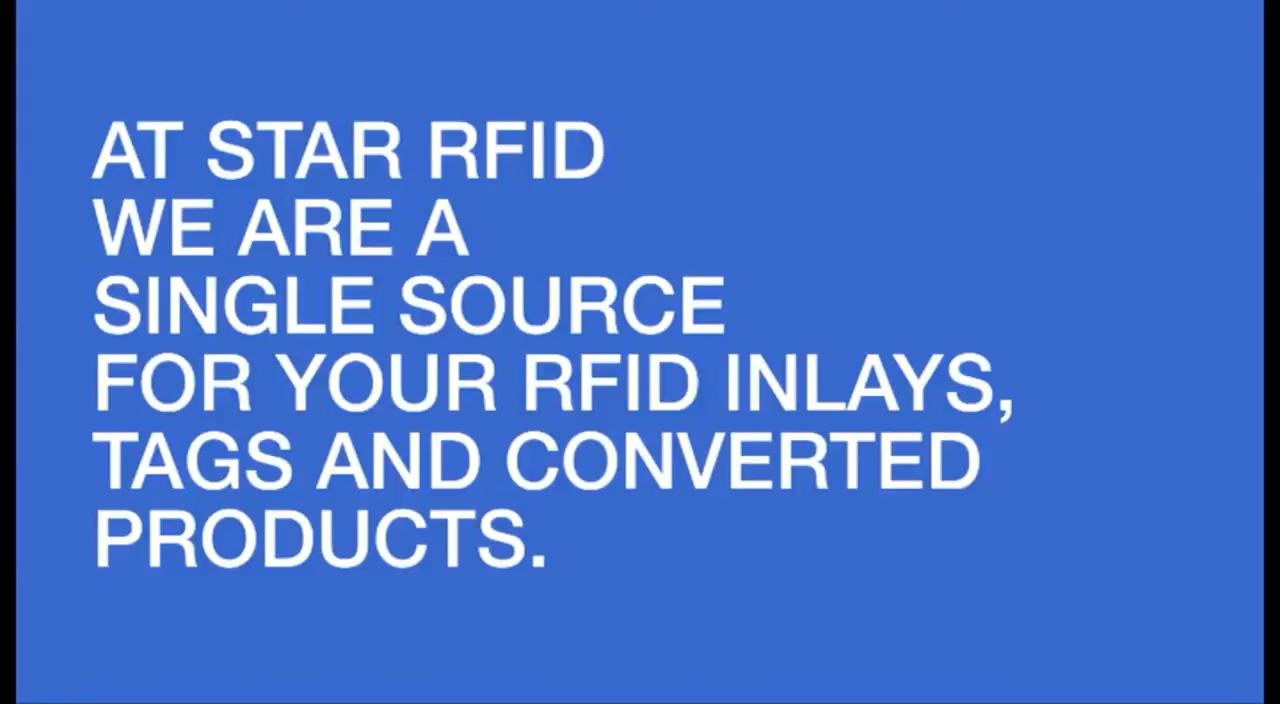 AT STAR RFID
WE ARE A
SINGLE SOURCE
FOR YOUR RFID INLAYS,
TAGS AND CONVERTED
PRODUCTS.